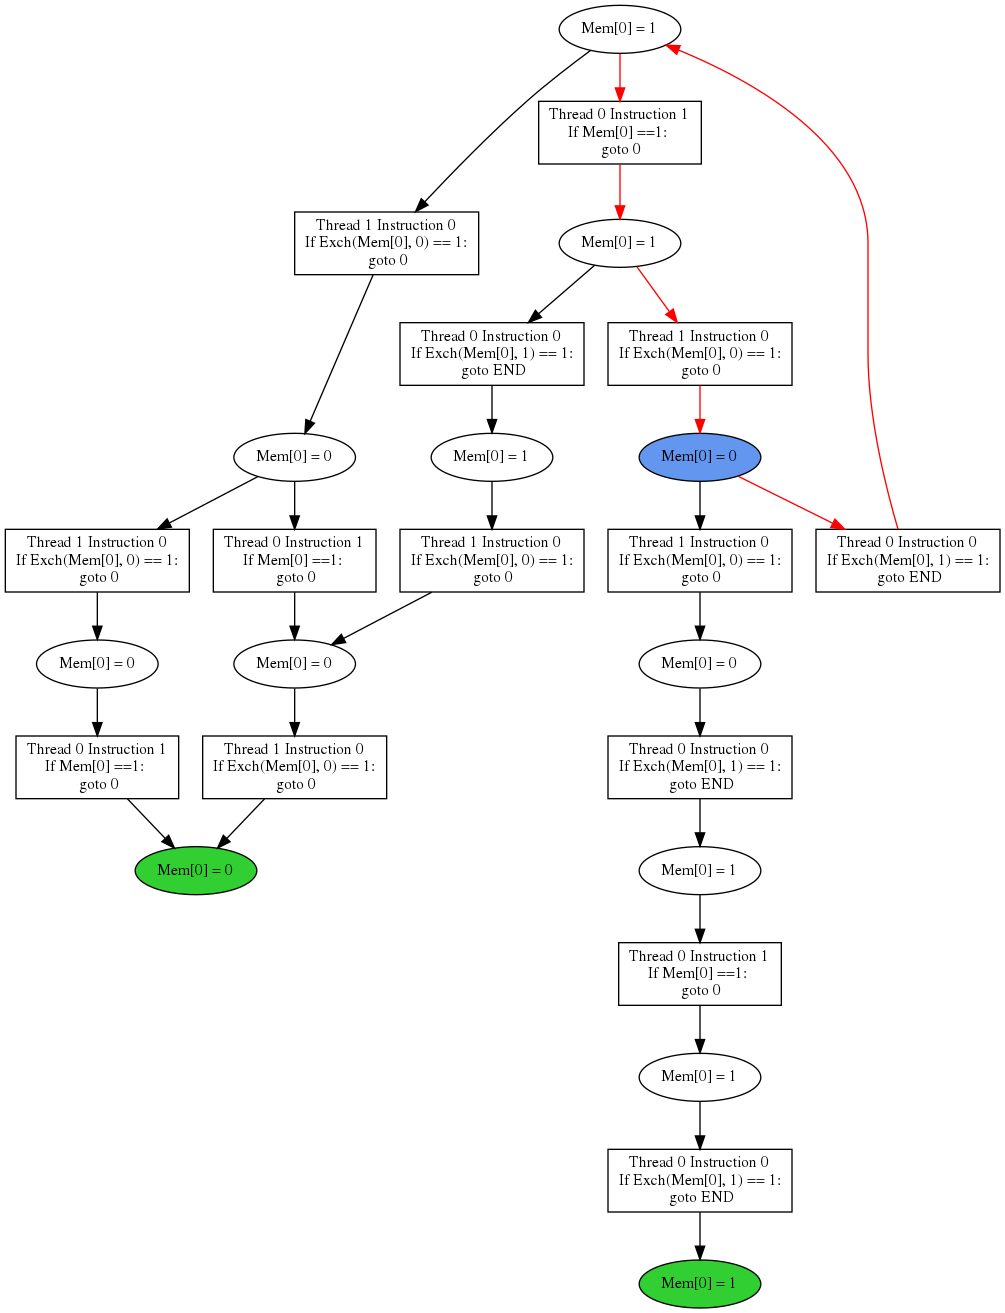 Mem[0] = 1
Thread 0 Instruction 1
If Mem[0] ==1:
goto 0
Thread 1 Instruction 0
If Exch(Mem[0], 0) == 1:
goto 0
Mem[0] = 1
Thread 0 Instruction 0
If Exch(Mem[0], 1) == 1:
goto END
Thread 1 Instruction 0
If Exch(Mem[0], 0) == 1:
goto 0
Mem[0] = 0
Mem[0] = 1
Mem[0] = 0
Thread 1 Instruction 0
If Exch(Mem[0], 0) == 1:
goto 0
Thread 0 Instruction 1
If Mem[0] ==1:
goto 0
Thread 1 Instruction 0
If Exch(Mem[0], 0) == 1:
goto 0
Thread 1 Instruction 0
If Exch(Mem[0], 0) == 1:
goto 0
Thread 0 Instruction 0
If Exch(Mem[0], 1) == 1:
goto END
Mem[0] = 0
Mem[0] = 0
Mem[0] = 0
Thread 0 Instruction 1
If Mem[0] ==1:
goto 0
Thread 1 Instruction 0
If Exch(Mem[0], 0) == 1:
goto 0
Thread 0 Instruction 0
If Exch(Mem[0], 1) == 1:
goto END
Mem[0] = 0
Mem[0] = 1
Thread 0 Instruction 1
If Mem[0] ==1:
goto 0
Mem[0] = 1
Thread 0 Instruction 0
If Exch(Mem[0], 1) == 1:
goto END
Mem[0] = 1